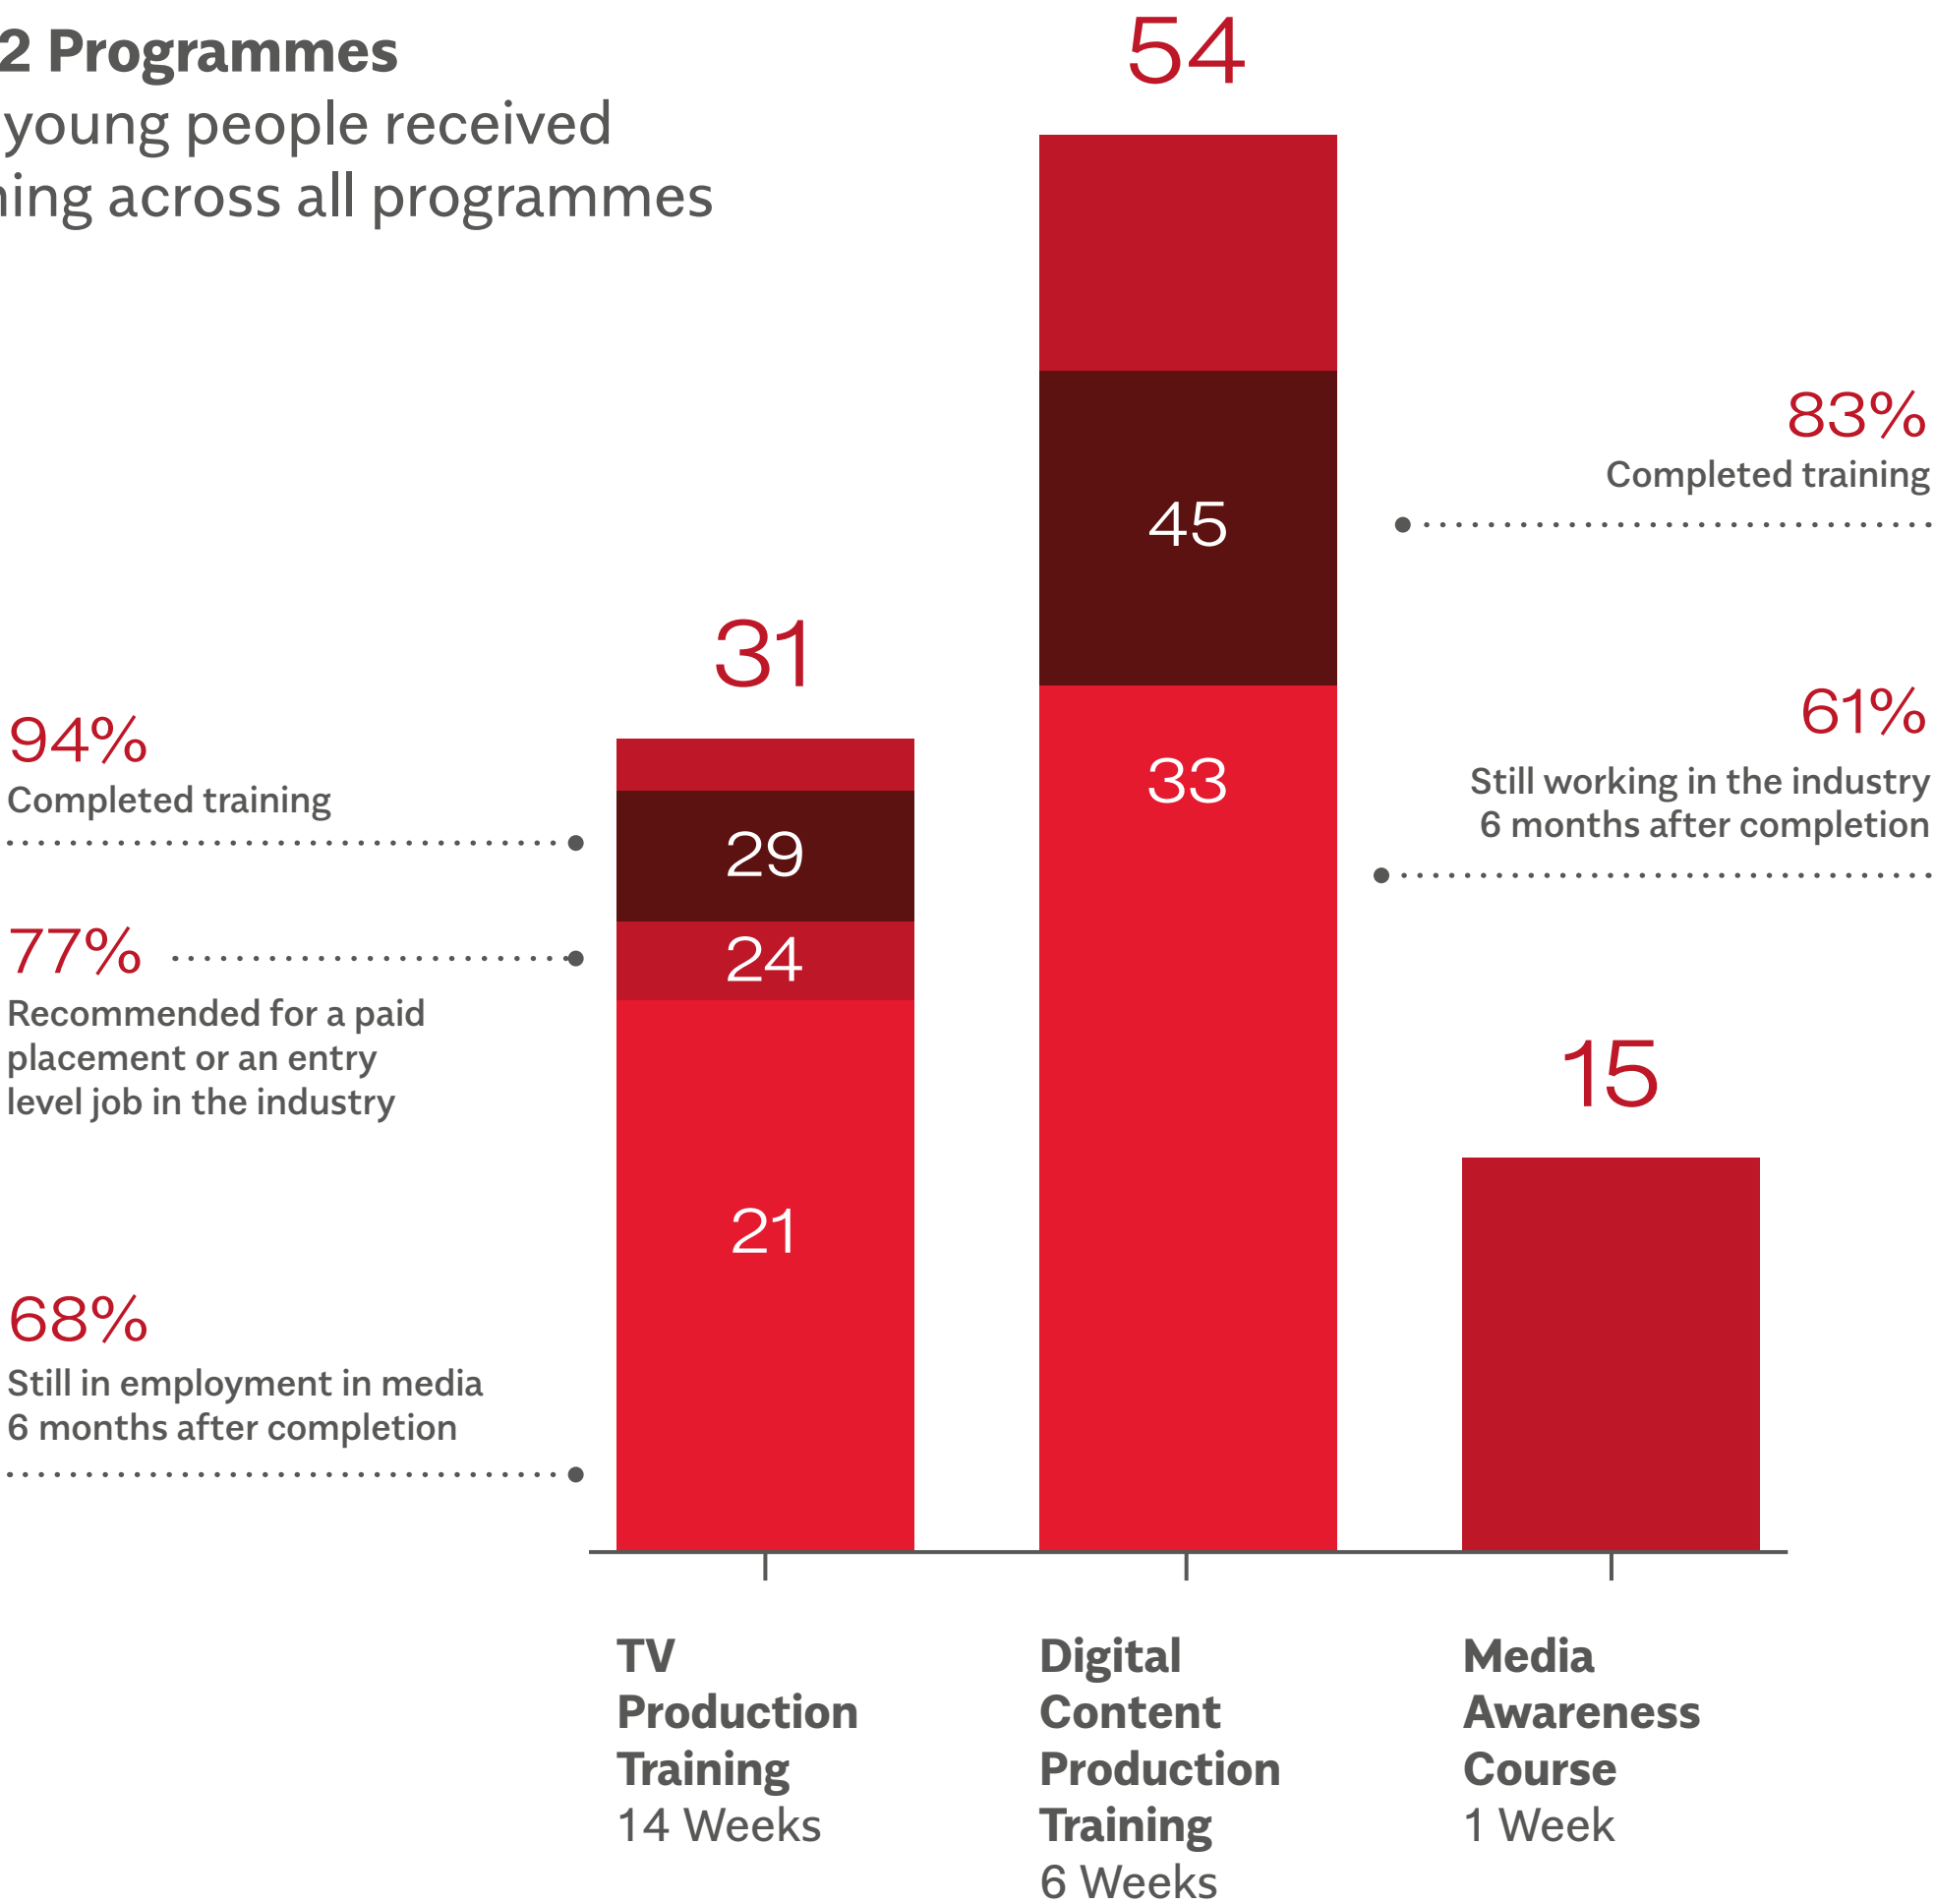 2 Programmes
young people received
ning across all programmes
54
83%
Completed training
45
31
61%
Still working in the industry
6 months after completion
33
94%
Completed training
29
77%
24
Recommended for a paid
placement or an entry
level job in the industry
15
21
68%
Still in employment in media
6 months after completion
TV
Production
Training
14 Weeks
Digital
Content
Production
Training
6 Weeks
Media
Awareness
Course
1 Week